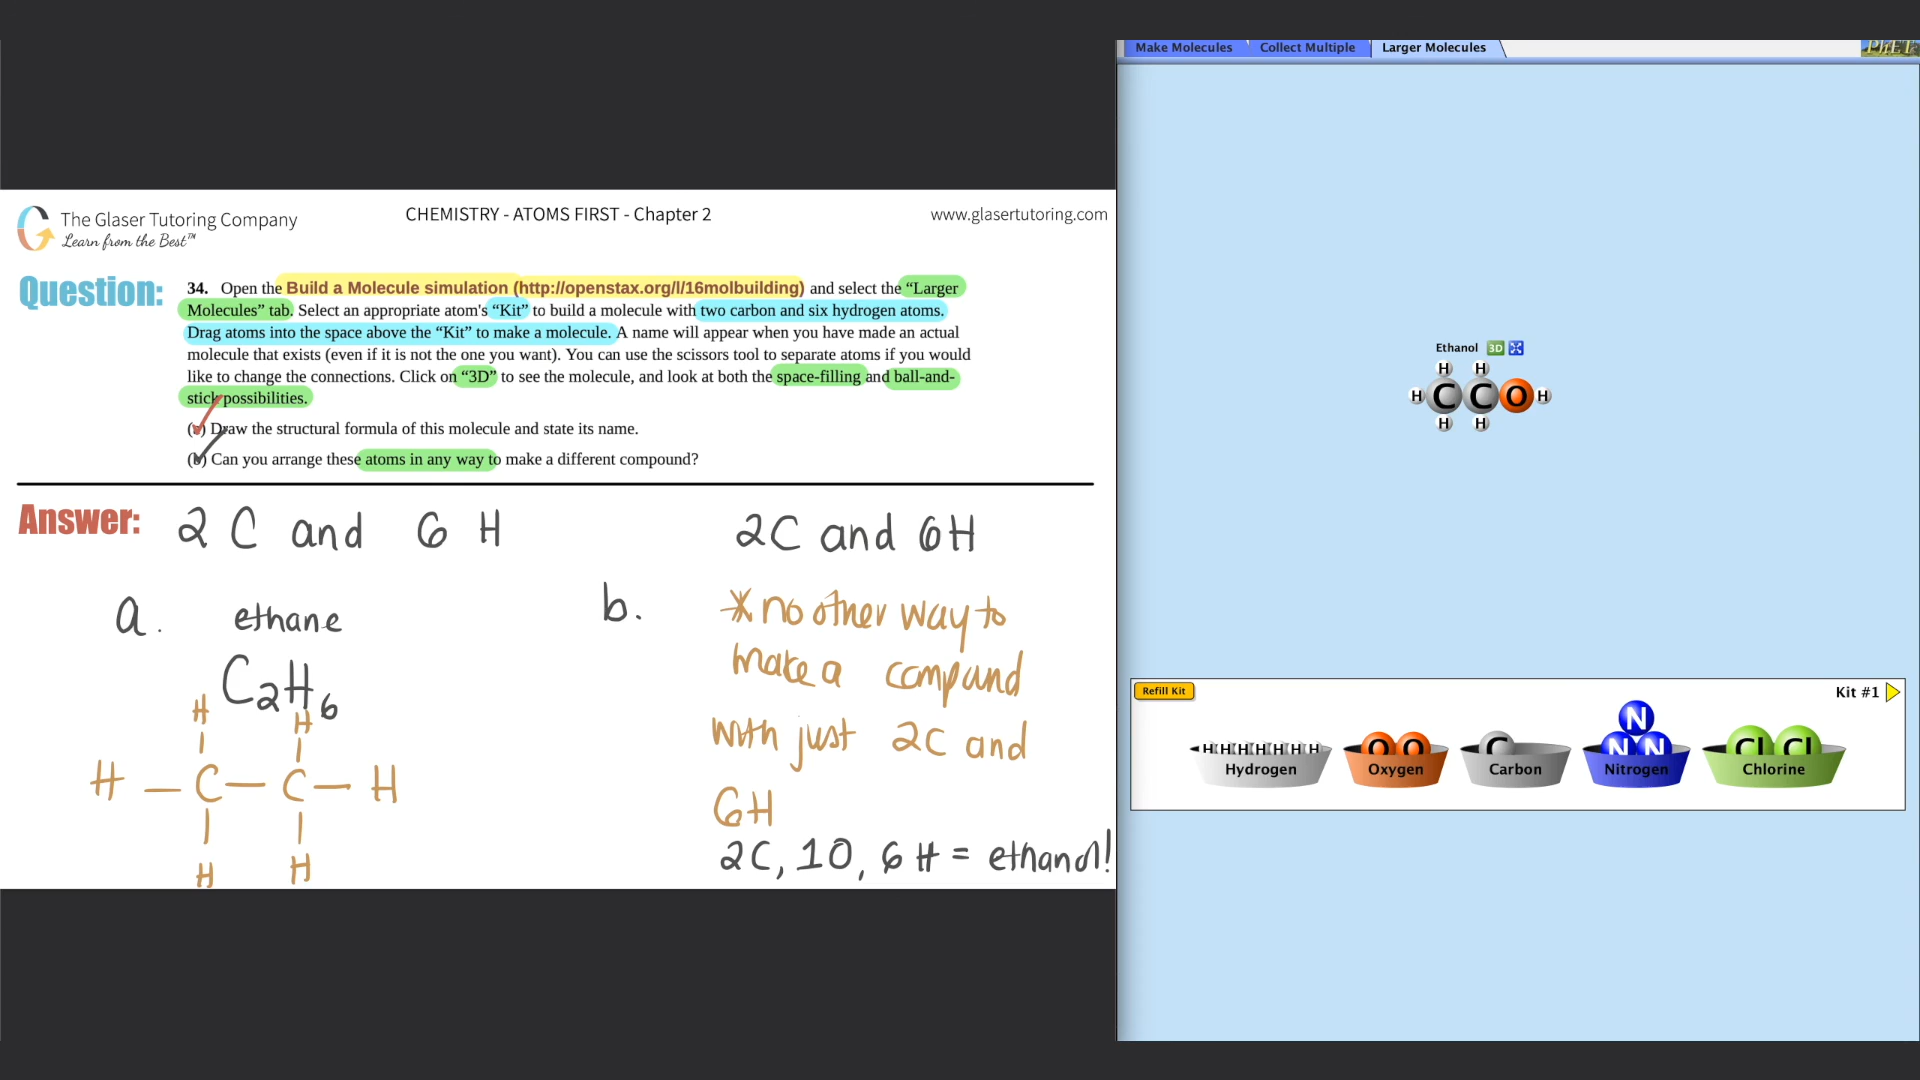 Make Molecules Collect Multiple Larger Molecules PhET
The Glaser Tutoring Company
Learn from the Best™
CHEMISTRY - ATOMS FIRST - Chapter 2
www.glasertutoring.com
Question:
34. Open the Build a Molecule simulation (http://openstax.org/l/16molbuilding) and select the “Larger
Molecules” tab. Select an appropriate atom's “Kit” to build a molecule with two carbon and six hydrogen atoms.
Drag atoms into the space above the “Kit” to make a molecule. A name will appear when you have made an actual
molecule that exists (even if it is not the one you want). You can use the scissors tool to separate atoms if you would
like to change the connections. Click on “3D” to see the molecule, and look at both the space-filling and ball-and-
stick possibilities.
(a) Draw the structural formula of this molecule and state its name.
(b) Can you arrange these atoms in any way to make a different compound?
Answer:
2 C and 6 H
a. ethane
C2H6
H H
H – C – C – H
H H
2C and 6H
b. *no other way to
make a compound
with just 2C and
6H
2C, 1O, 6H = ethanol!
Ethanol 3D
H H
H C C O H
H H
Refill Kit
Kit #1
H H H H H H H
O O
C
N
N N
Cl Cl
Hydrogen Oxygen Carbon Nitrogen Chlorine